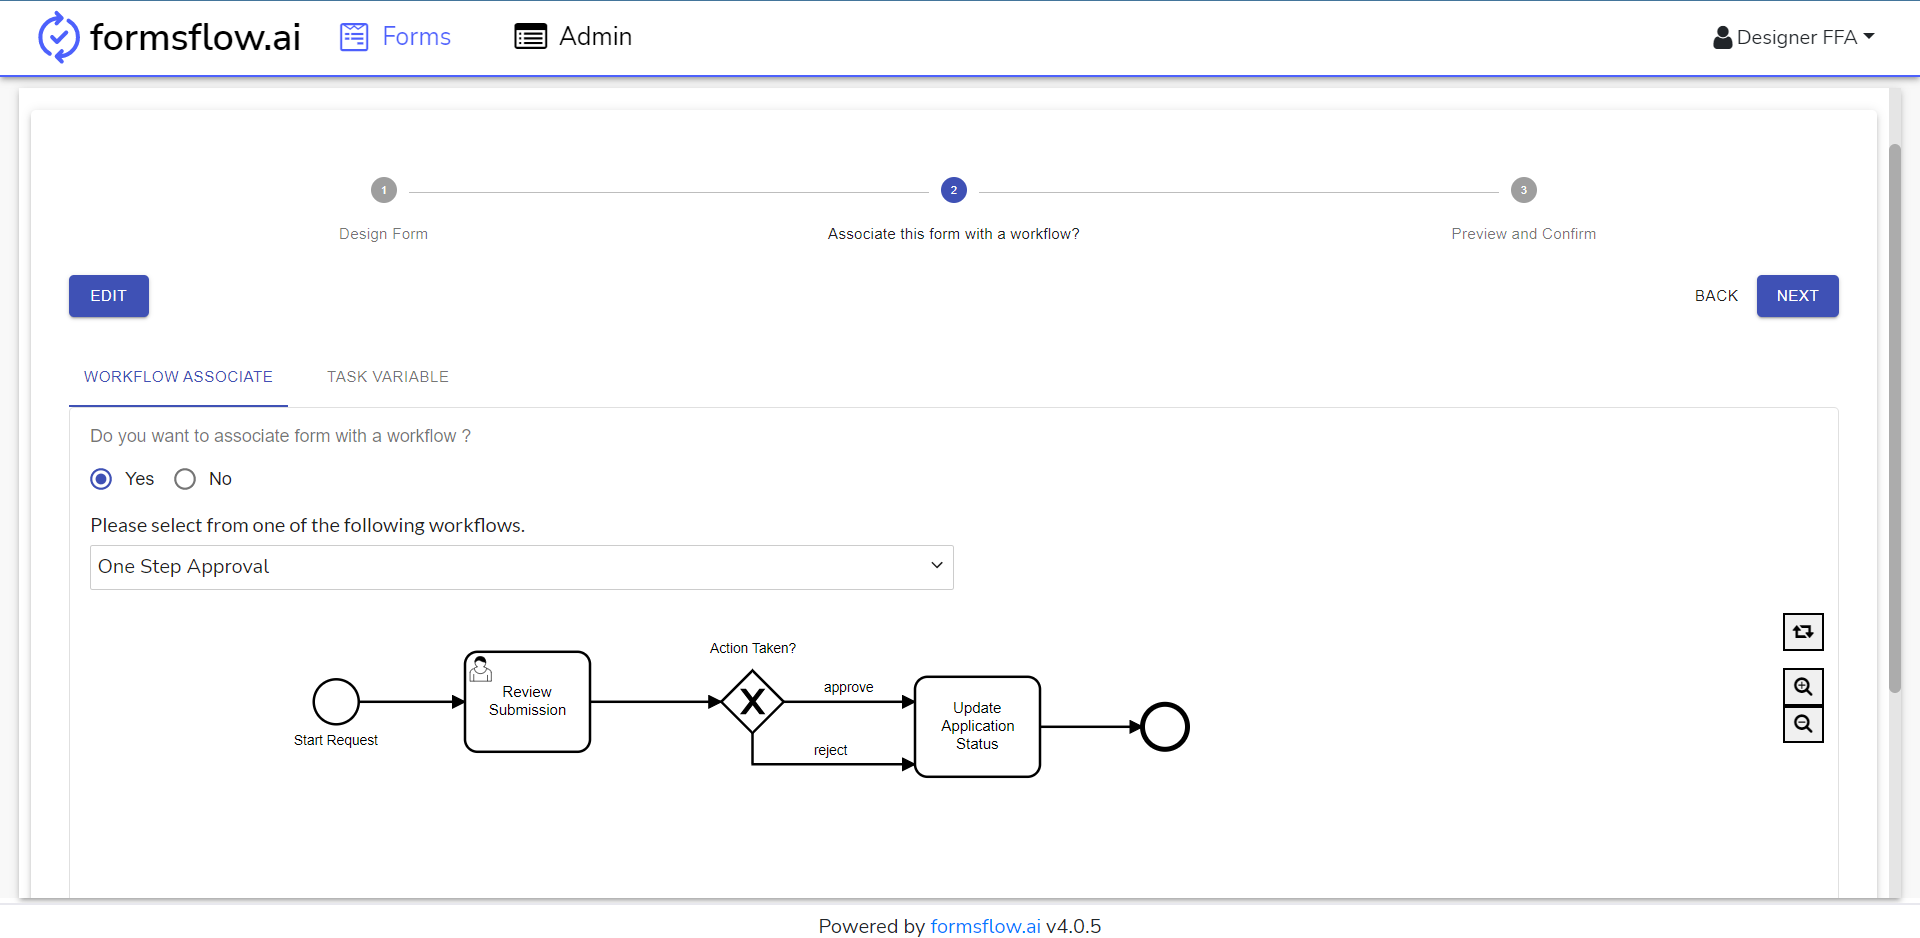 formsflow.ai
Forms
Admin
Designer FFA
1
2
3
Design Form
Associate this form with a workflow?
Preview and Confirm
EDIT
BACK
NEXT
WORKFLOW ASSOCIATE
TASK VARIABLE
Do you want to associate form with a workflow ?
Yes
No
Please select from one of the following workflows.
One Step Approval
Start Request
Review
Submission
Action Taken?
approve
reject
Update
Application
Status
Powered by formsflow.ai v4.0.5